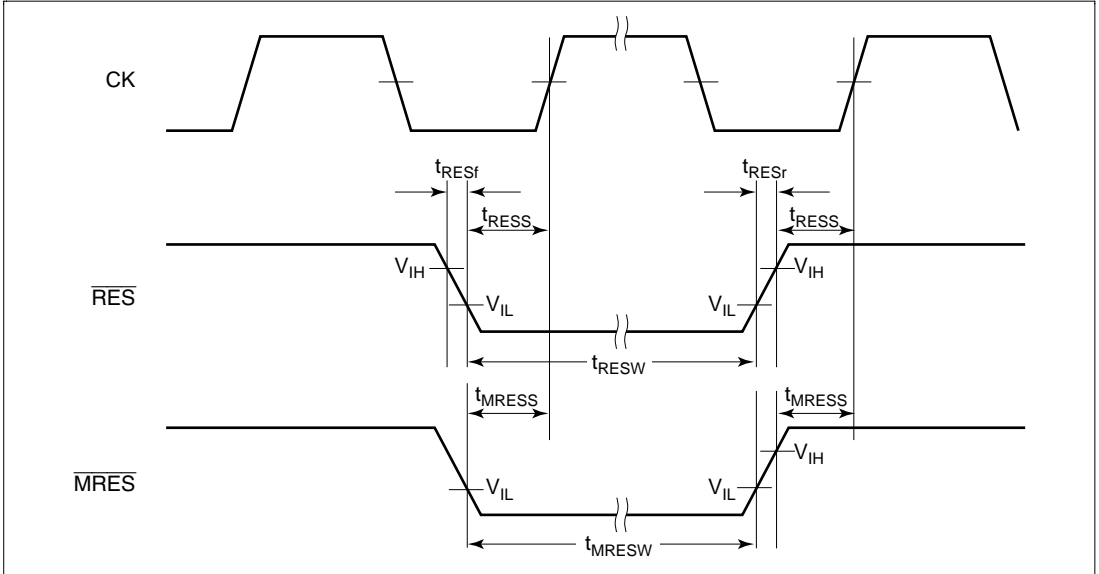 CK
tRESf
tRESr
tRESS
tRESS
VIH
VIH
RES
VIL
VIL
tRESW
tMRESS
tMRESS
VIH
MRES
VIL
VIL
tMRESW